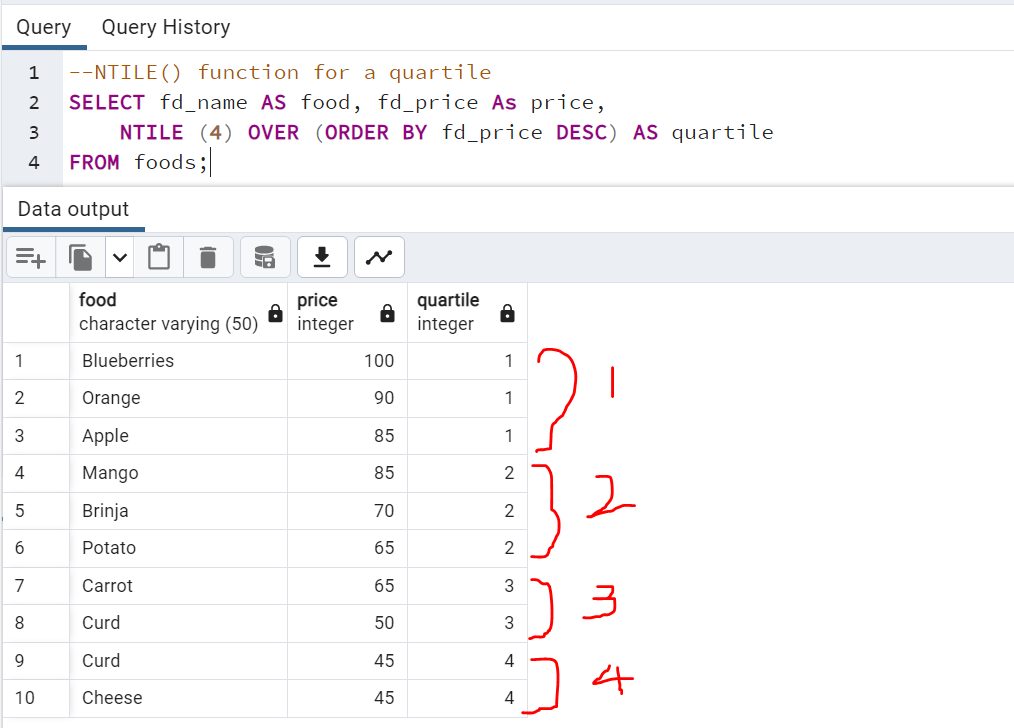 Query Query History
1 --NTILE() function for a quartile
2 SELECT fd_name AS food, fd_price As price,
3 NTILE (4) OVER (ORDER BY fd_price DESC) AS quartile
4 FROM foods;
Data output
food price quartile
character varying (50) integer integer
1 Blueberries 100 1
2 Orange 90 1
3 Apple 85 1
4 Mango 85 2
5 Brinja 70 2
6 Potato 65 2
7 Carrot 65 3
8 Curd 50 3
9 Curd 45 4
10 Cheese 45 4
1
2
3
4